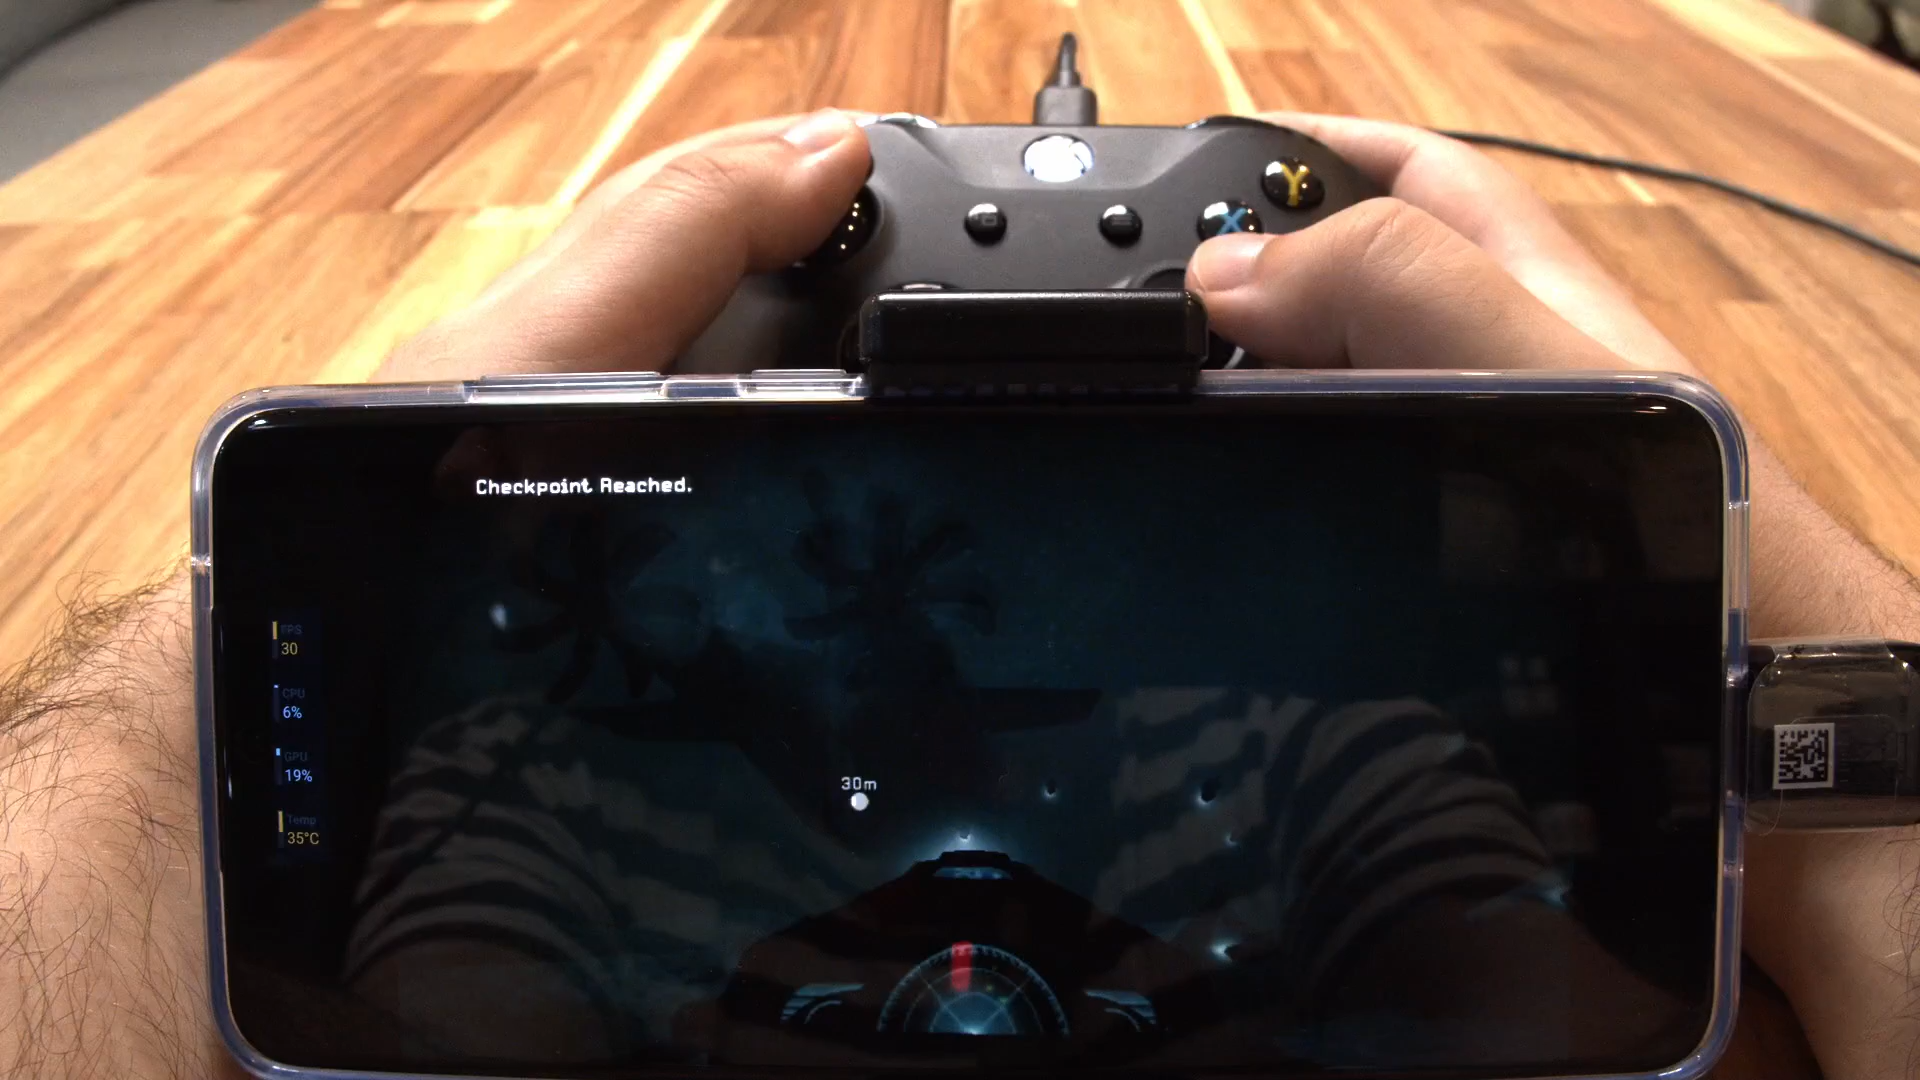 Y
X
Checkpoint Reached.
FPS
30
CPU
6%
GPU
19%
Temp
35°C
30m